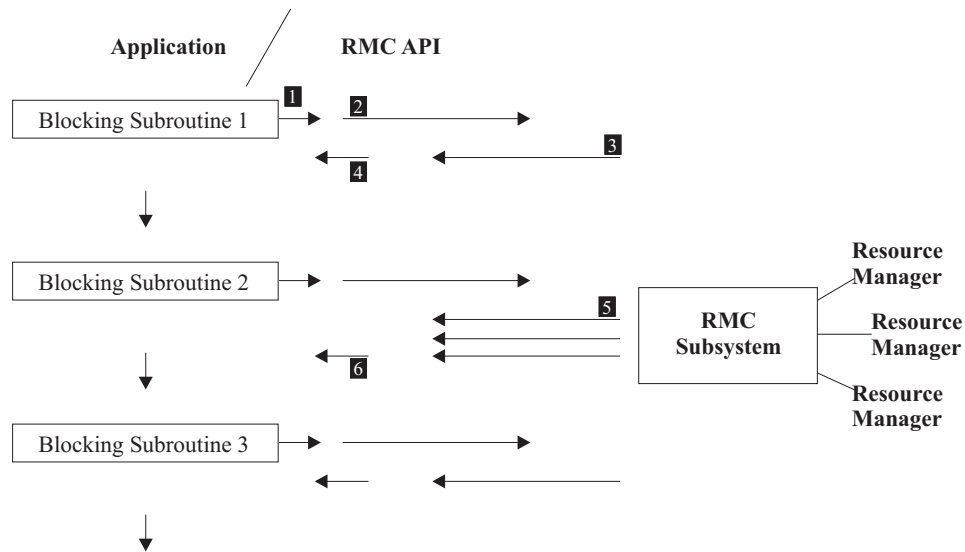 Application
RMC API
1
Blocking Subroutine 1
2
3
4
Blocking Subroutine 2
5
6
RMC
Subsystem
Resource
Manager
Resource
Manager
Resource
Manager
Blocking Subroutine 3